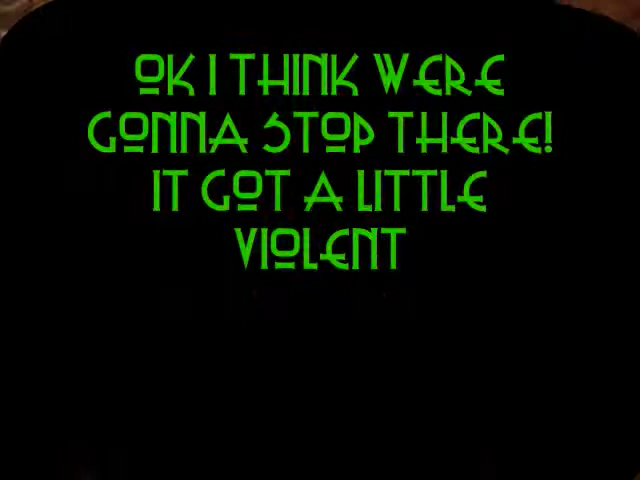 OK I THINK WERE
GONNA STOP THERE!
IT GOT A LITTLE
VIOLENT